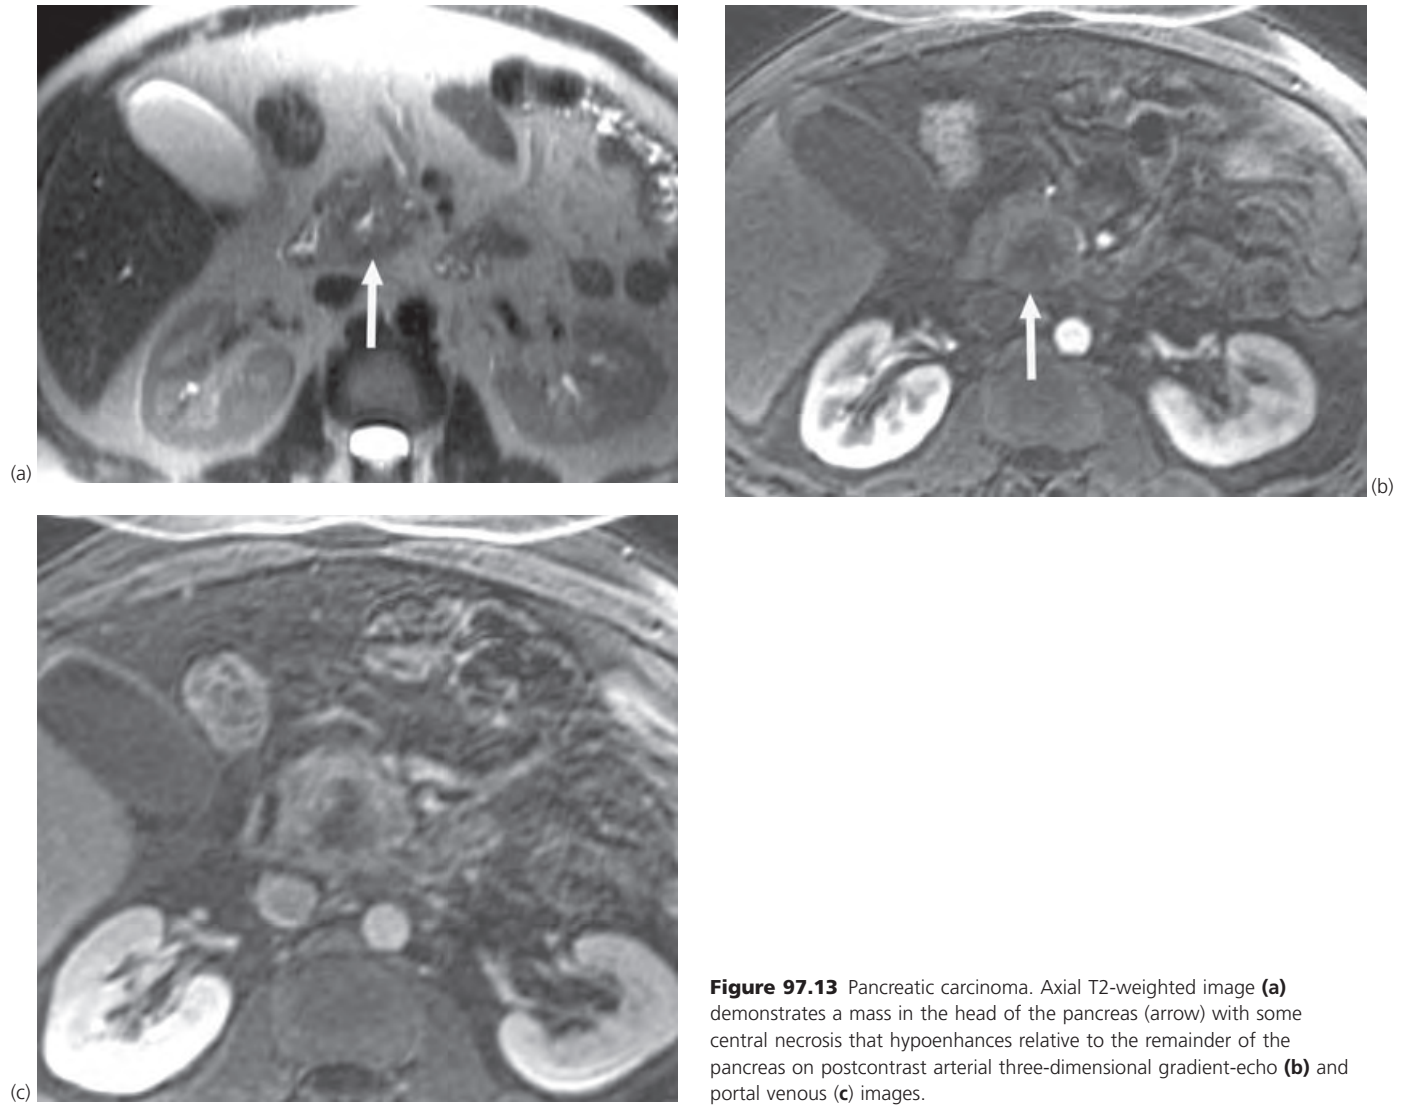 (a)
(b)
(c)
Figure 97.13 Pancreatic carcinoma. Axial T2-weighted image (a)
demonstrates a mass in the head of the pancreas (arrow) with some
central necrosis that hypoenhances relative to the remainder of the
pancreas on postcontrast arterial three-dimensional gradient-echo (b) and
portal venous (c) images.